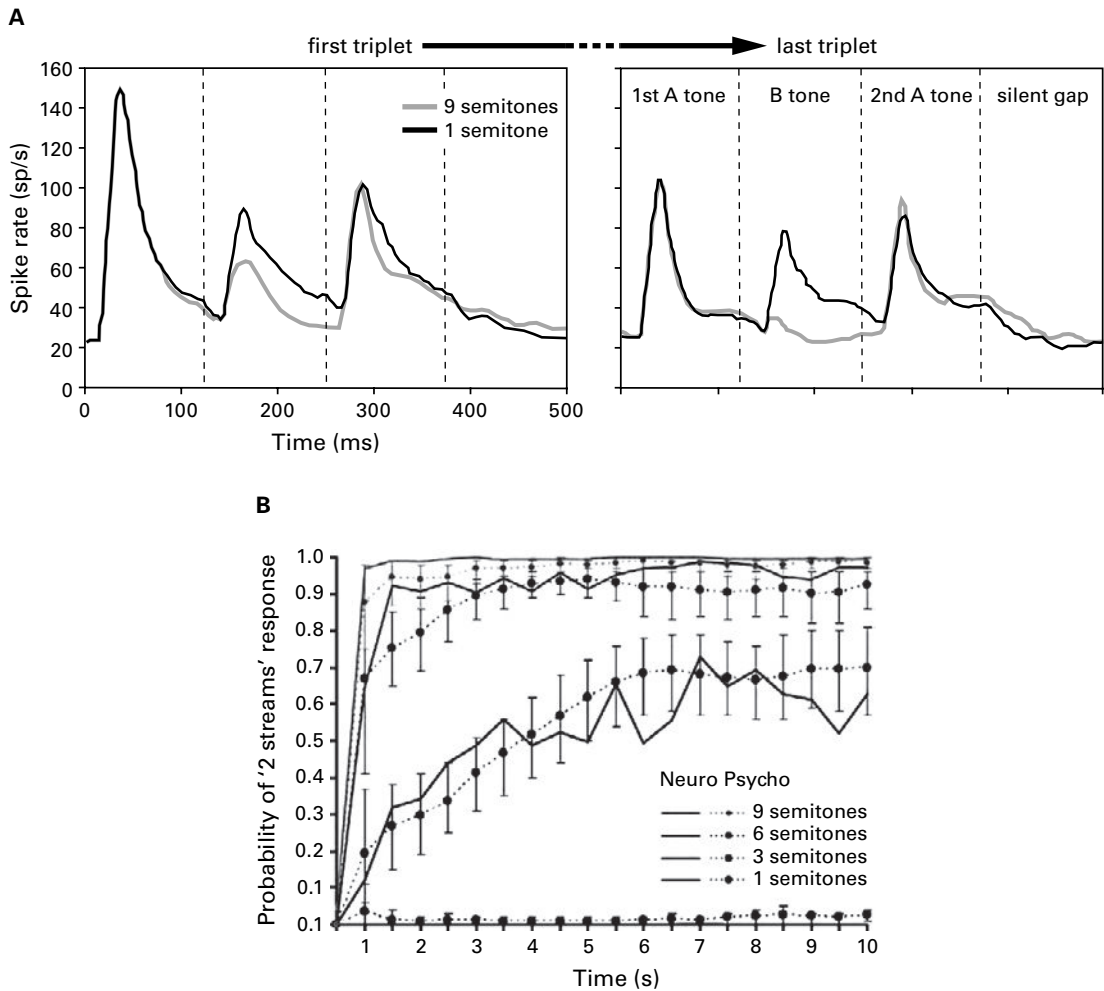 A
first triplet
last triplet
160
140
120
100
80
60
40
20
0
Spike rate (sp/s)
9 semitones
1 semitone
1st A tone
B tone
2nd A tone
silent gap
0
100
200
300
400
500
Time (ms)
B
1.0
0.9
0.8
0.7
0.6
0.5
0.4
0.3
0.2
0.1
0.1
Probability of '2 streams' response
Neuro Psycho
9 semitones
6 semitones
3 semitones
1 semitones
1
2
3
4
5
6
7
8
9
10
Time (s)